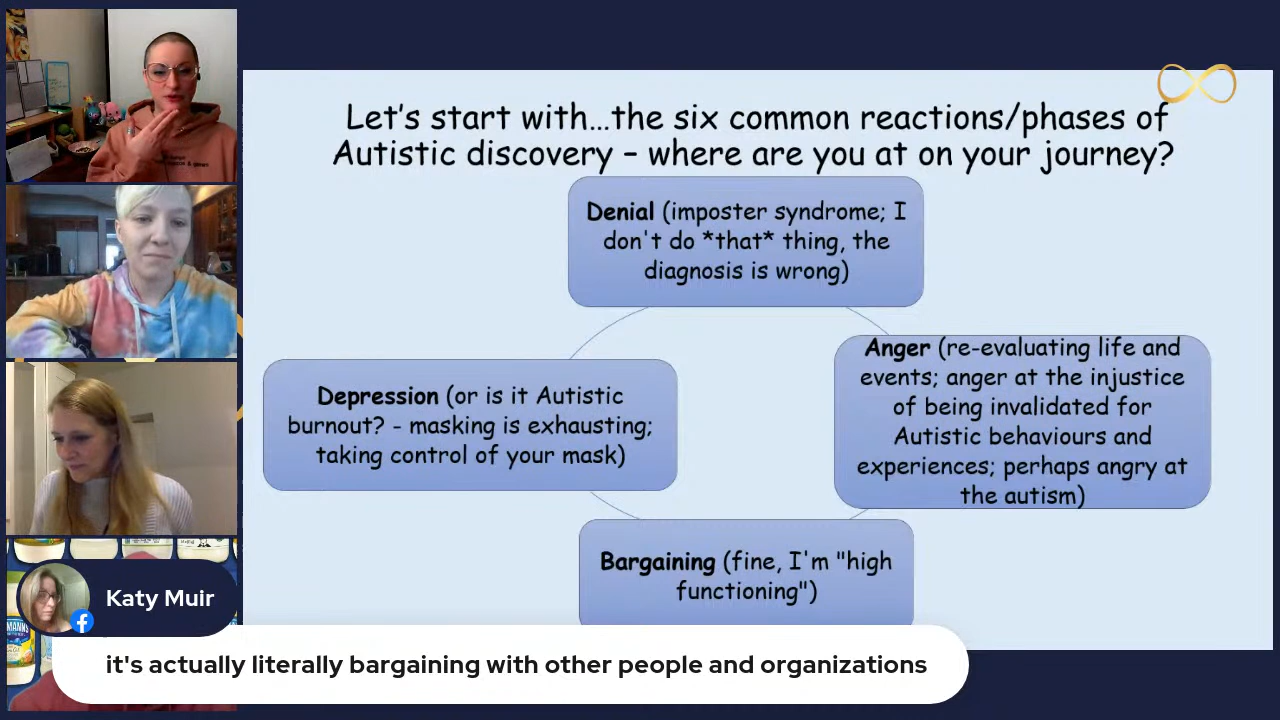 Let's start with…the six common reactions/phases of
Autistic discovery – where are you at on your journey?
Denial (imposter syndrome; I
don't do *that* thing, the
diagnosis is wrong)
Anger (re-evaluating life and
events; anger at the injustice
of being invalidated for
Autistic behaviours and
experiences; perhaps angry at
the autism)
Depression (or is it Autistic
burnout? - masking is exhausting;
taking control of your mask)
Bargaining (fine, I'm "high
functioning")
Katy Muir
it's actually literally bargaining with other people and organizations